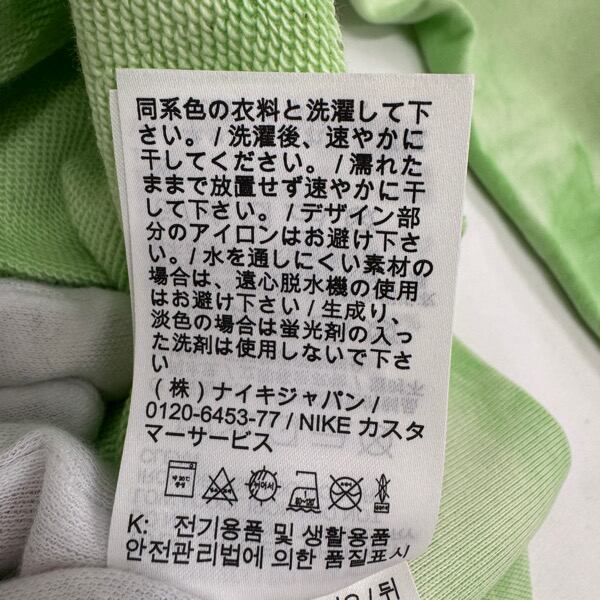 同系色の衣料と洗濯して下
さい。/ 洗濯後、速やかに
干してください。/ 濡れた
ままで放置せず速やかに干
して下さい。/ デザイン部
分のアイロンはお避け下さ
い。/ 水を通しにくい素材の
場合は、遠心脱水機の使用
はお避け下さい / 生成り、
淡色の場合は蛍光剤の入っ
た洗剤は使用しないで下さ
い
(株) ナイキジャパン /
0120-6453-77 / NIKE カスタ
マーサービス
K: 전기용품 및 생활용품
안전관리법에 의한 품질표시